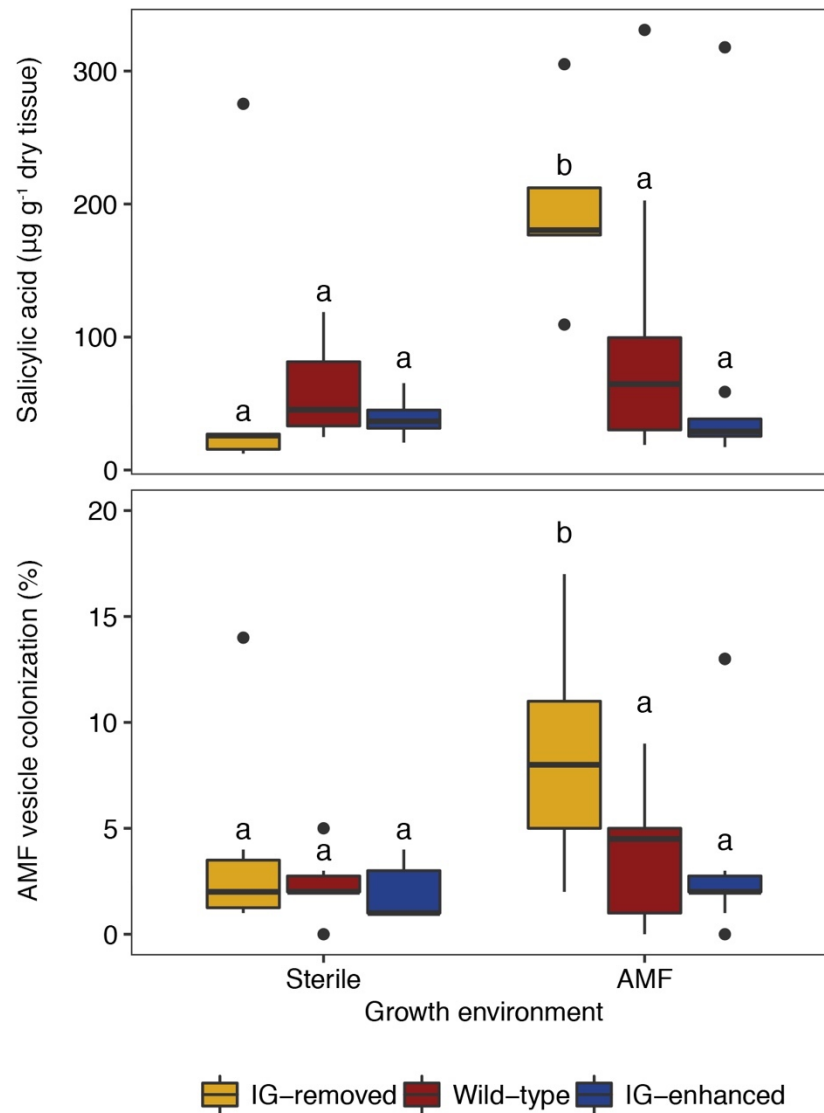 Salicylic acid (µg g⁻¹ dry tissue)
300
200
100
0
a
a
a
b
a
a
AMF vesicle colonization (%)
20
15
10
5
0
a
a
a
b
a
a
Sterile
AMF
Growth environment
IG−removed Wild−type IG−enhanced